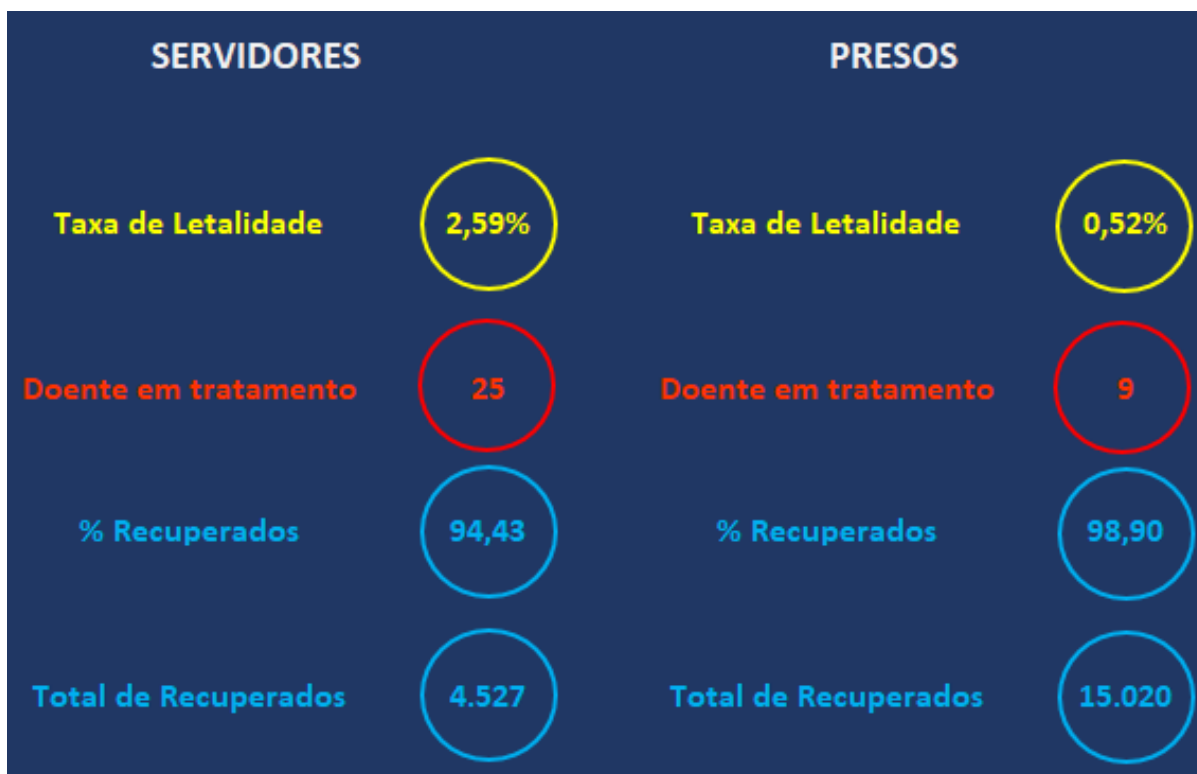 SERVIDORES
PRESOS
Taxa de Letalidade
2,59%
Taxa de Letalidade
0,52%
Doente em tratamento
25
Doente em tratamento
9
% Recuperados
94,43
% Recuperados
98,90
Total de Recuperados
4.527
Total de Recuperados
15.020